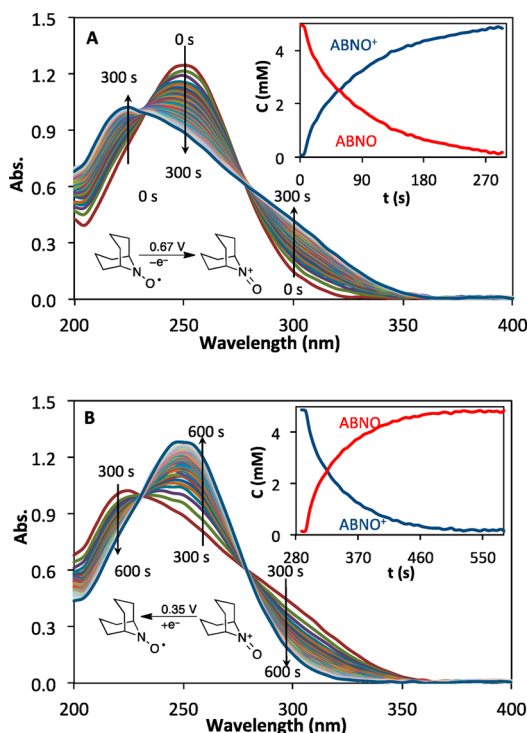 A
0 s
300 s
300 s
0 s
300 s
0 s
0.67 V
–e⁻
N
O•
N⁺
O
Abs.
1.5
1.2
0.9
0.6
0.3
0.0
200 250 300 350 400
Wavelength (nm)
ABNO⁺
ABNO
C (mM)
4
2
0
0 90 180 270
t (s)
B
600 s
300 s
600 s
300 s
300 s
600 s
0.35 V
+e⁻
N
O•
N⁺
O
Abs.
1.5
1.2
0.9
0.6
0.3
0.0
200 250 300 350 400
Wavelength (nm)
ABNO
ABNO⁺
C (mM)
4
2
0
280 370 460 550
t (s)